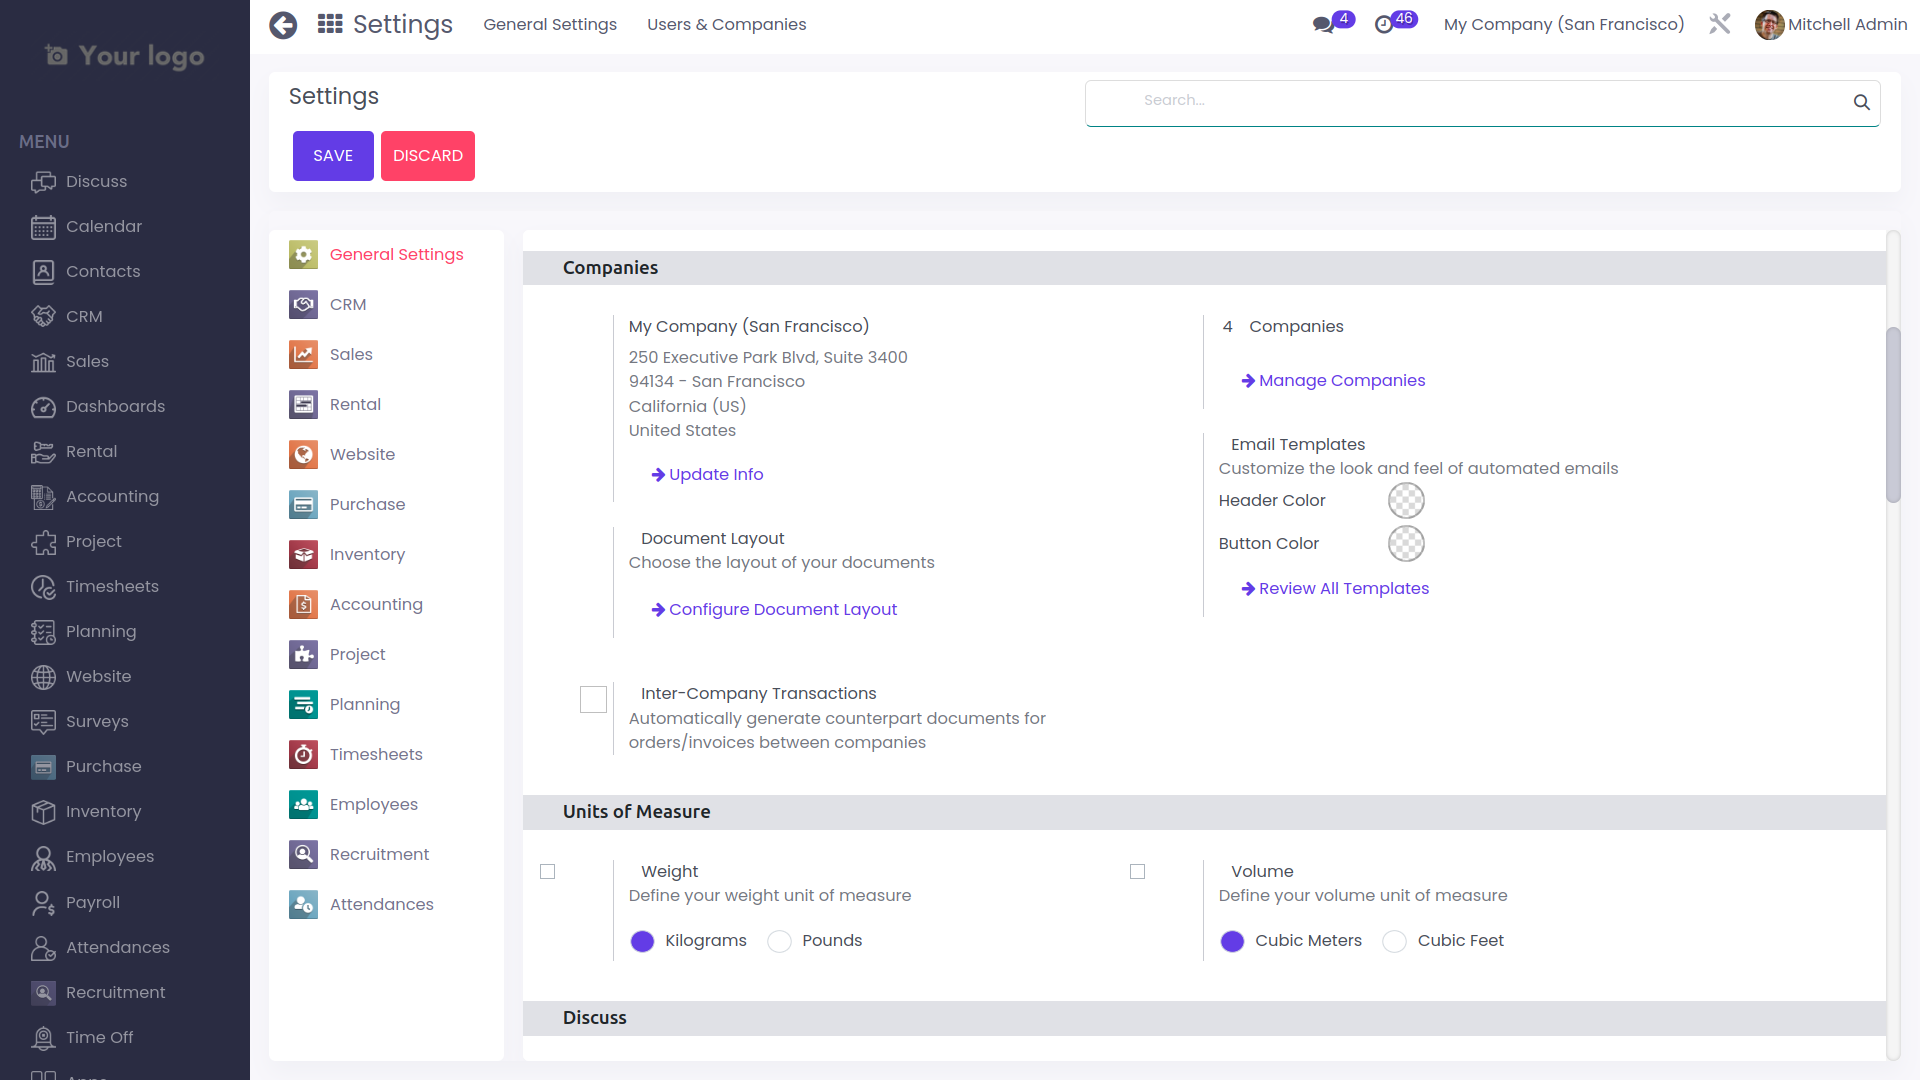 Your logo
MENU
Discuss
Calendar
Contacts
CRM
Sales
Dashboards
Rental
Accounting
Project
Timesheets
Planning
Website
Surveys
Purchase
Inventory
Employees
Payroll
Attendances
Recruitment
Time Off
Settings
General Settings
Users & Companies
4
46
My Company (San Francisco)
Mitchell Admin
Settings
Search...
SAVE
DISCARD
General Settings
CRM
Sales
Rental
Website
Purchase
Inventory
Accounting
Project
Planning
Timesheets
Employees
Recruitment
Attendances
Companies
My Company (San Francisco)
250 Executive Park Blvd, Suite 3400
94134 - San Francisco
California (US)
United States
Update Info
Document Layout
Choose the layout of your documents
Configure Document Layout
Inter-Company Transactions
Automatically generate counterpart documents for
orders/invoices between companies
4 Companies
Manage Companies
Email Templates
Customize the look and feel of automated emails
Header Color
Button Color
Review All Templates
Units of Measure
Weight
Define your weight unit of measure
Kilograms Pounds
Volume
Define your volume unit of measure
Cubic Meters Cubic Feet
Discuss